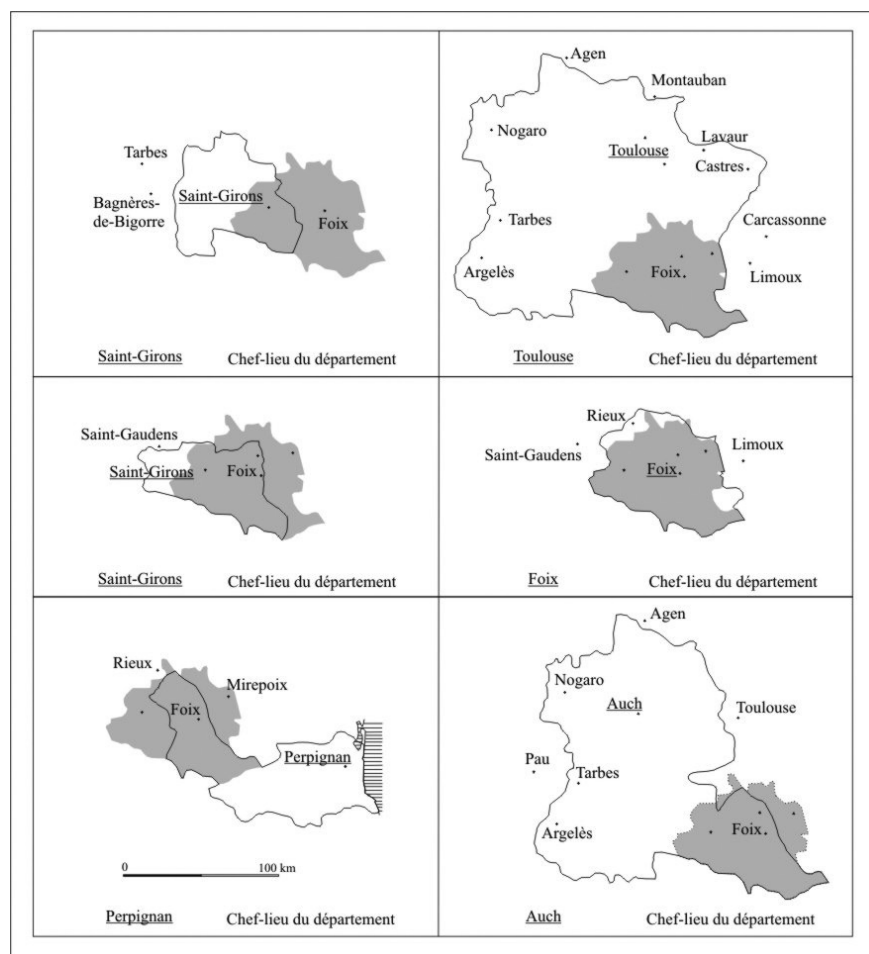 Tarbes
Saint-Girons
Bagnères-
de-Bigorre
Foix
Saint-Girons Chef-lieu du département
Agen
Montauban
Nogaro
Toulouse
Lavaur
Castres
Tarbes
Carcassonne
Argelès
Foix
Limoux
Toulouse Chef-lieu du département
Saint-Gaudens
Saint-Girons
Foix
Saint-Girons Chef-lieu du département
Rieux
Saint-Gaudens
Limoux
Foix
Foix Chef-lieu du département
Rieux
Mirepoix
Foix
Perpignan
0 100 km
Perpignan Chef-lieu du département
Agen
Nogaro
Auch
Toulouse
Pau
Tarbes
Argelès
Foix
Auch Chef-lieu du département